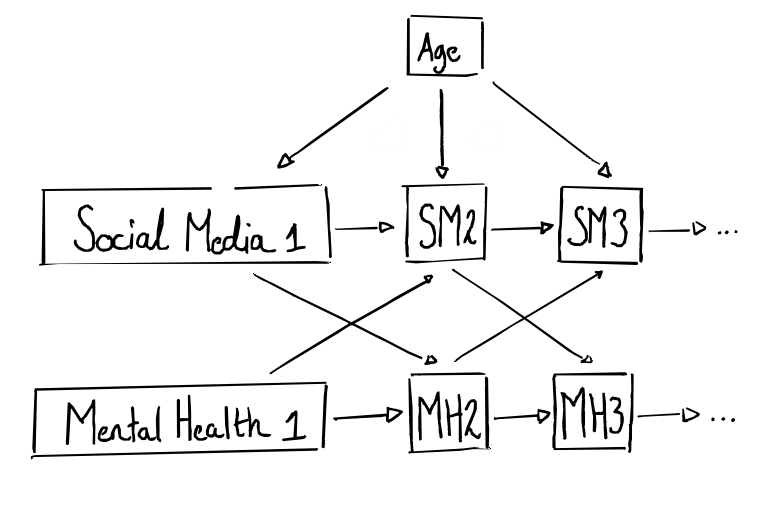 Age
Social Media 1 SM2 SM3 ...
Mental Health 1 MH2 MH3 ...